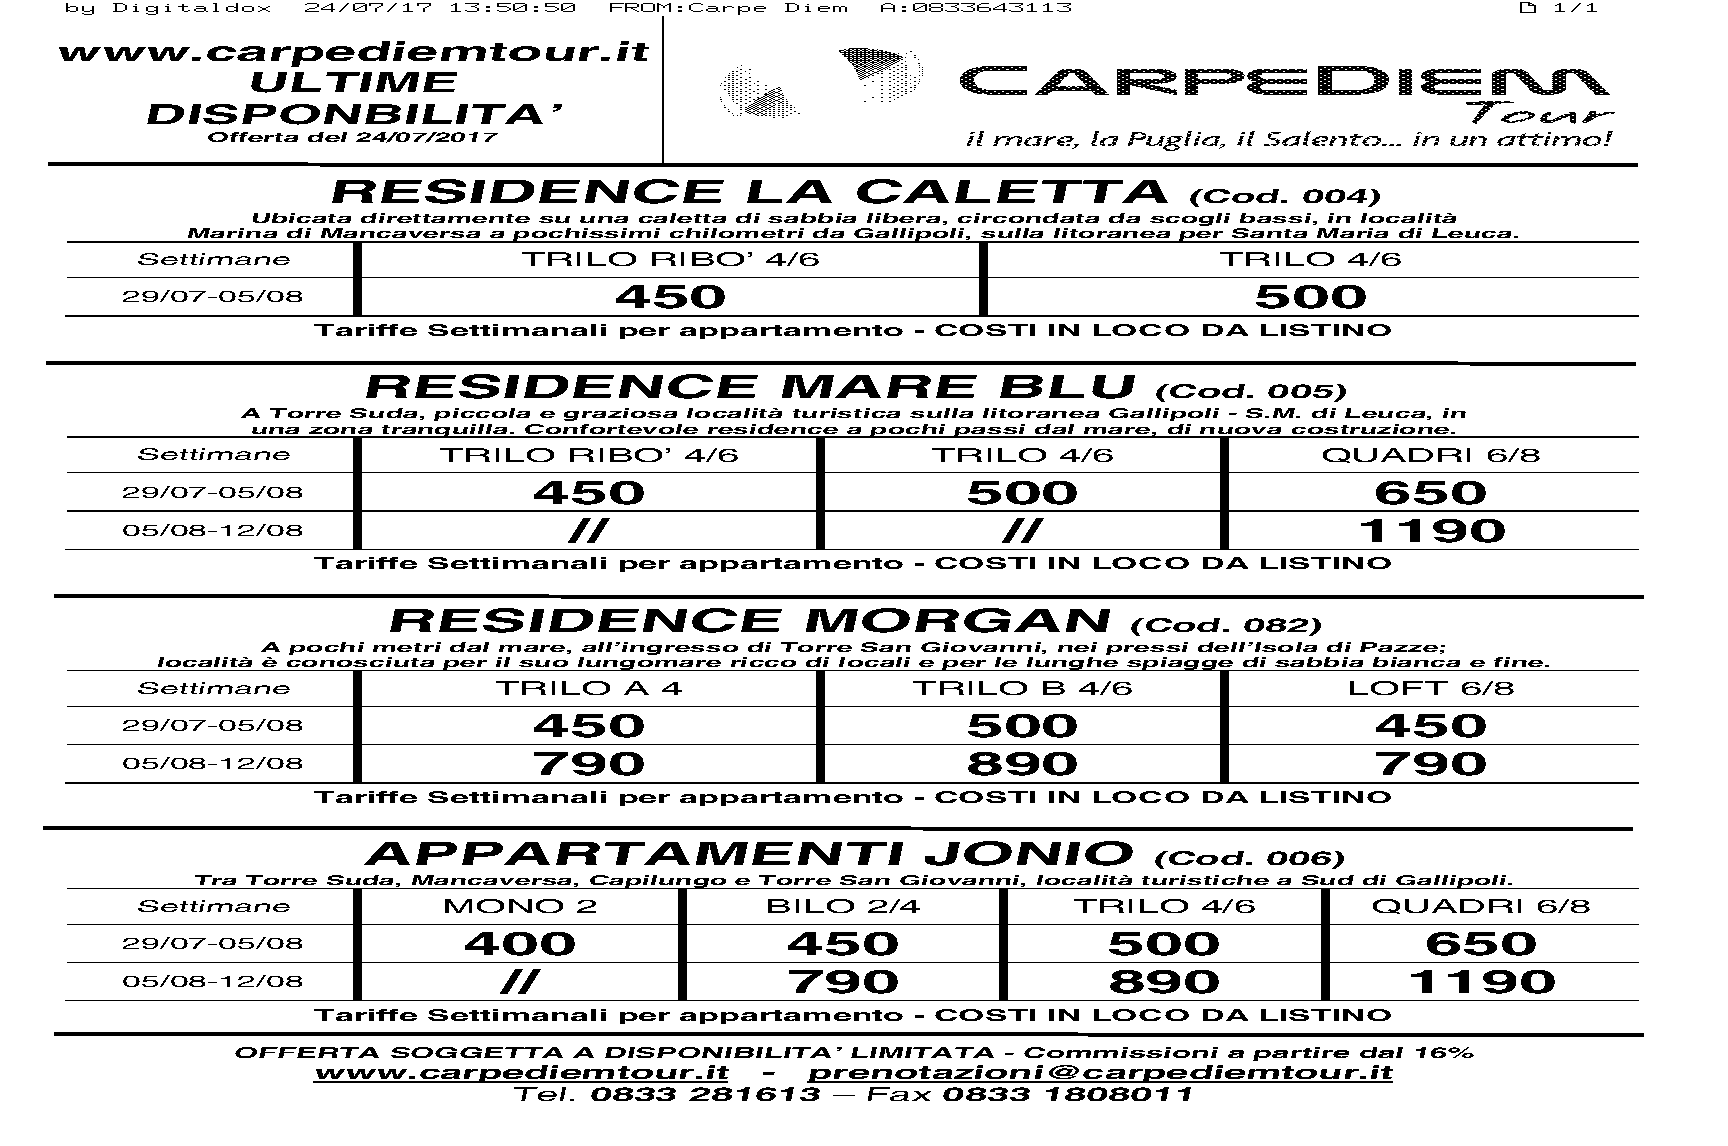 by Digitaldox 24/07/17 13:50:50 FROM:Carpe Diem A:0833643113 1/1
www.carpediemtour.it
ULTIME
DISPONBILITA'
Offerta del 24/07/2017
CARPEDIEM
Tour
il mare, la Puglia, il Salento... in un attimo!
RESIDENCE LA CALETTA (Cod. 004)
Ubicata direttamente su una caletta di sabbia libera, circondata da scogli bassi, in località
Marina di Mancaversa a pochissimi chilometri da Gallipoli, sulla litoranea per Santa Maria di Leuca.
Settimane TRILO RIBO' 4/6 TRILO 4/6
29/07-05/08 450 500
Tariffe Settimanali per appartamento - COSTI IN LOCO DA LISTINO
RESIDENCE MARE BLU (Cod. 005)
A Torre Suda, piccola e graziosa località turistica sulla litoranea Gallipoli - S.M. di Leuca, in
una zona tranquilla. Confortevole residence a pochi passi dal mare, di nuova costruzione.
Settimane TRILO RIBO' 4/6 TRILO 4/6 QUADRI 6/8
29/07-05/08 450 500 650
05/08-12/08 // // 1190
Tariffe Settimanali per appartamento - COSTI IN LOCO DA LISTINO
RESIDENCE MORGAN (Cod. 082)
A pochi metri dal mare, all'ingresso di Torre San Giovanni, nei pressi dell'Isola di Pazze;
località è conosciuta per il suo lungomare ricco di locali e per le lunghe spiagge di sabbia bianca e fine.
Settimane TRILO A 4 TRILO B 4/6 LOFT 6/8
29/07-05/08 450 500 450
05/08-12/08 790 890 790
Tariffe Settimanali per appartamento - COSTI IN LOCO DA LISTINO
APPARTAMENTI JONIO (Cod. 006)
Tra Torre Suda, Mancaversa, Capilungo e Torre San Giovanni, località turistiche a Sud di Gallipoli.
Settimane MONO 2 BILO 2/4 TRILO 4/6 QUADRI 6/8
29/07-05/08 400 450 500 650
05/08-12/08 // 790 890 1190
Tariffe Settimanali per appartamento - COSTI IN LOCO DA LISTINO
OFFERTA SOGGETTA A DISPONIBILITA' LIMITATA - Commissioni a partire dal 16%
www.carpediemtour.it - prenotazioni@carpediemtour.it
Tel. 0833 281613 – Fax 0833 1808011